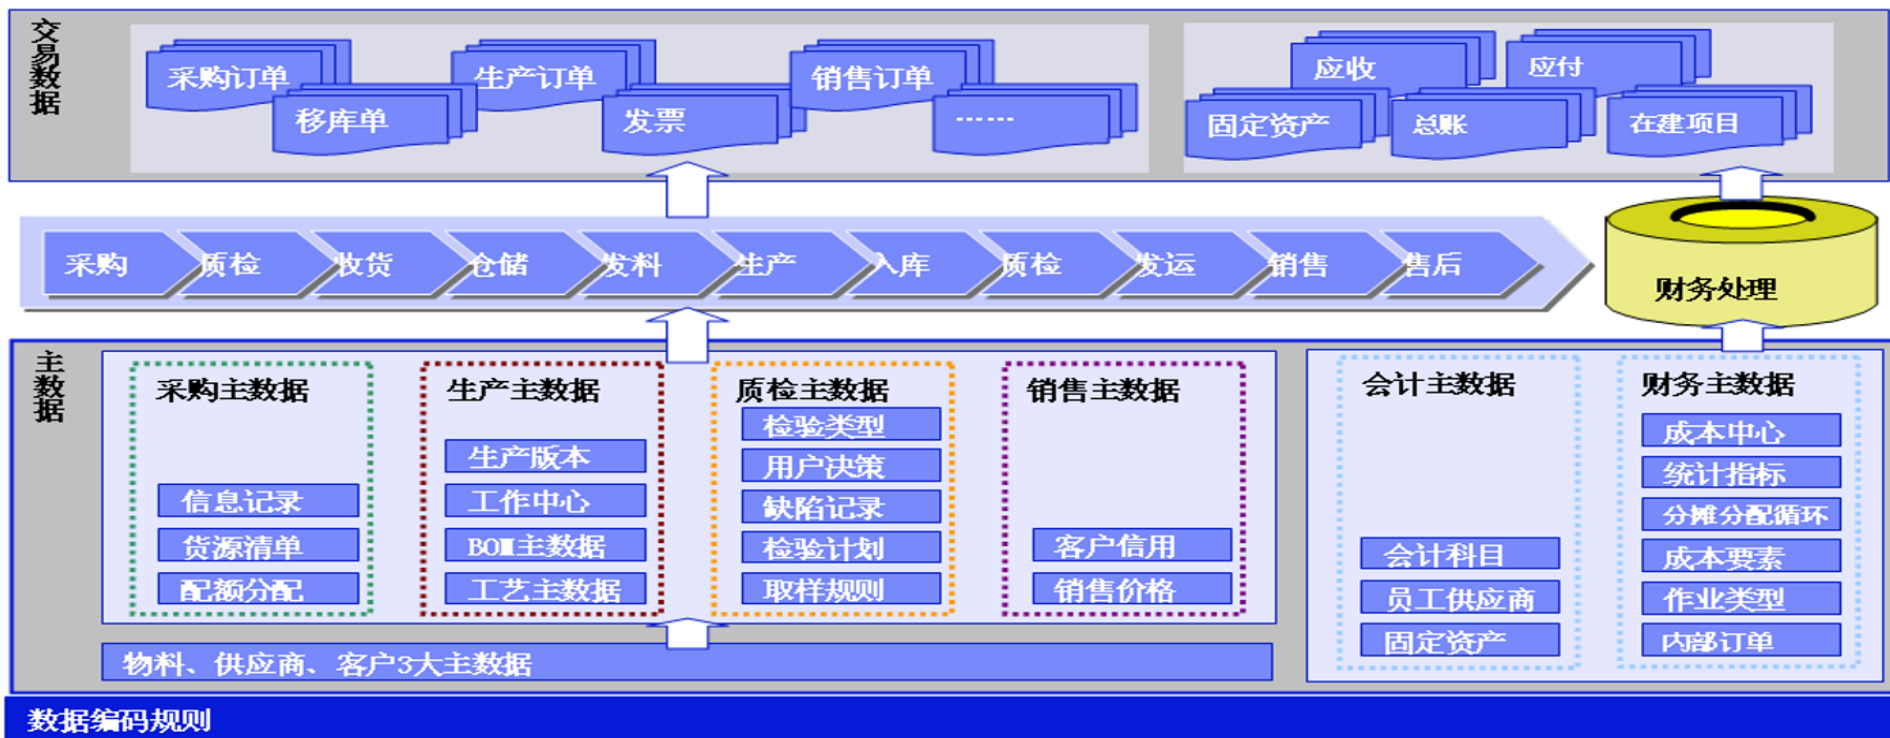 交易数据
采购订单
生产订单
销售订单
移库单
发票
……
应收
应付
固定资产
总账
在建项目
采购
质检
收货
仓储
发料
生产
入库
质检
发运
销售
售后
财务处理
主数据
采购主数据
信息记录
货源清单
配额分配
生产主数据
生产版本
工作中心
BOM主数据
工艺主数据
质检主数据
检验类型
用户决策
缺陷记录
检验计划
取样规则
销售主数据
客户信用
销售价格
会计主数据
会计科目
员工供应商
固定资产
财务主数据
成本中心
统计指标
分摊分配循环
成本要素
作业类型
内部订单
物料、供应商、客户3大主数据
数据编码规则